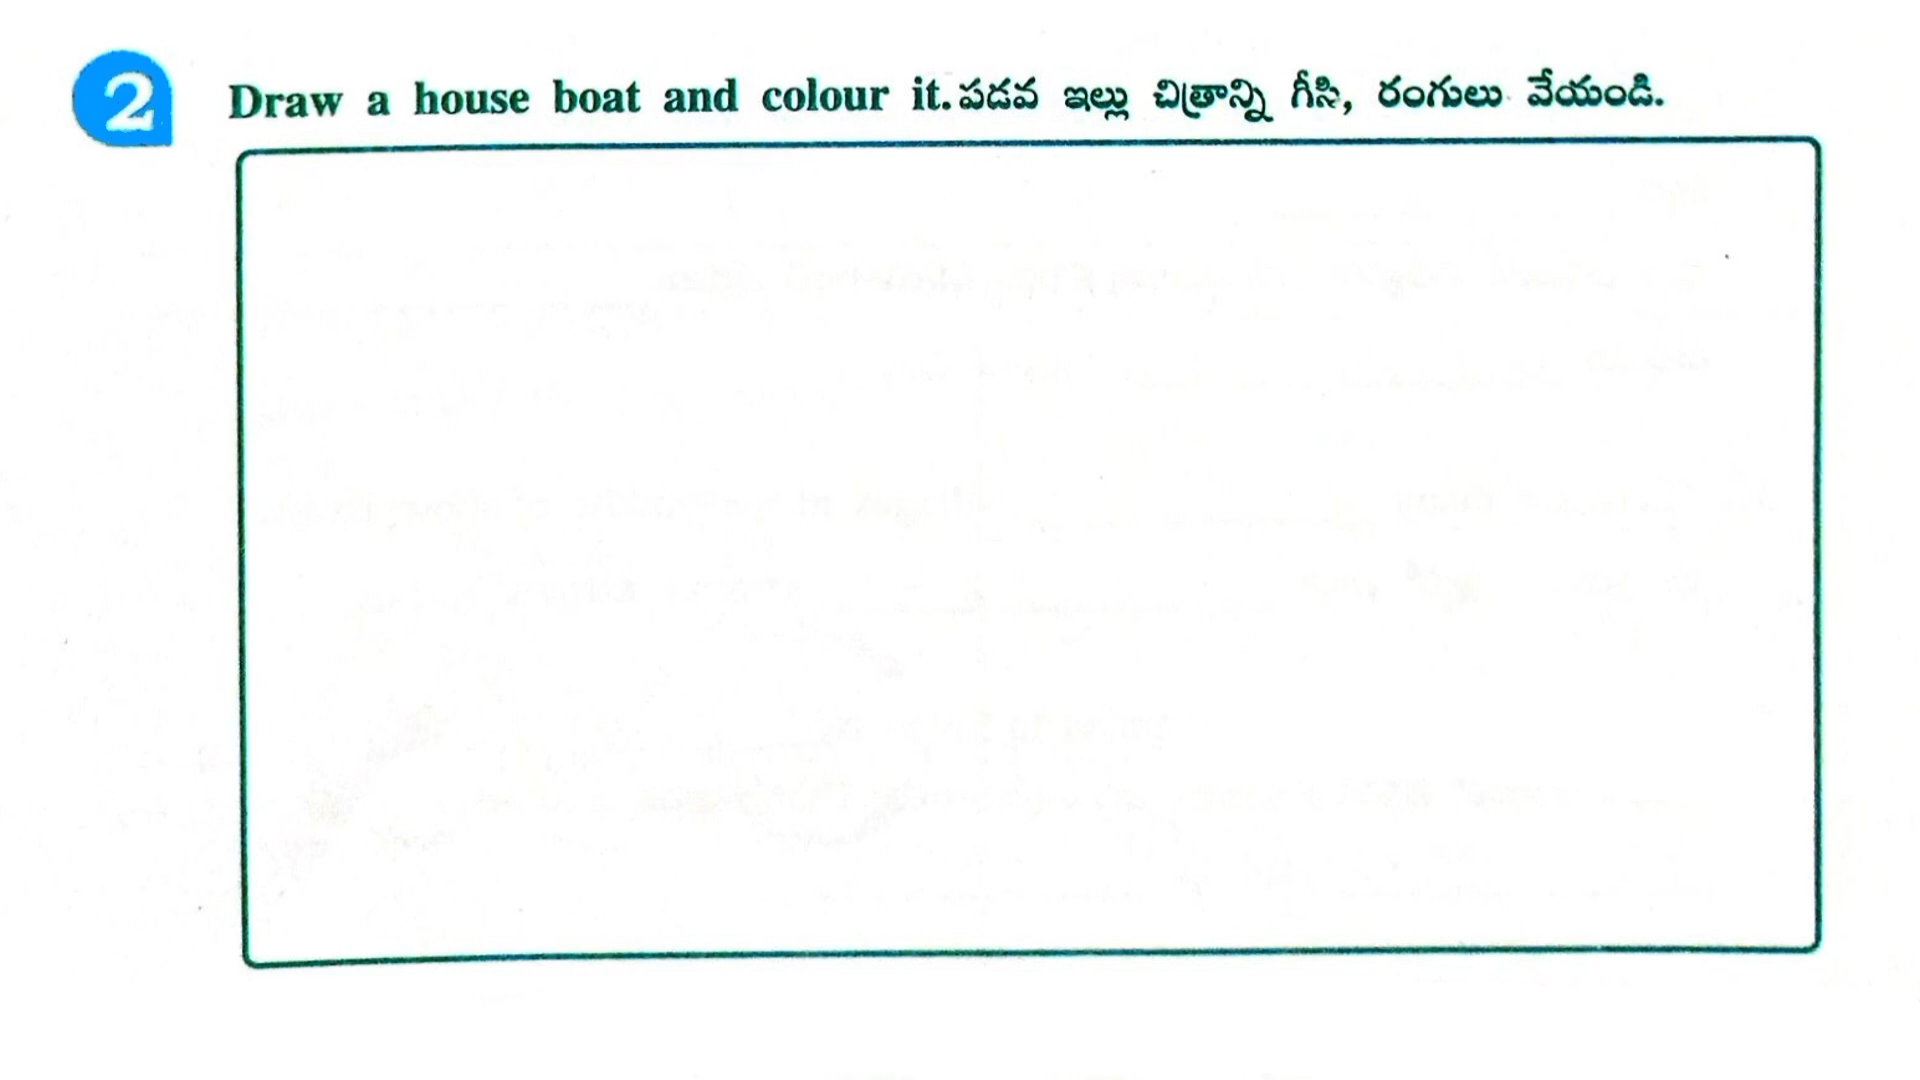 2 Draw a house boat and colour it. పడవ ఇల్లు చిత్రాన్ని గీసి, రంగులు వేయండి.